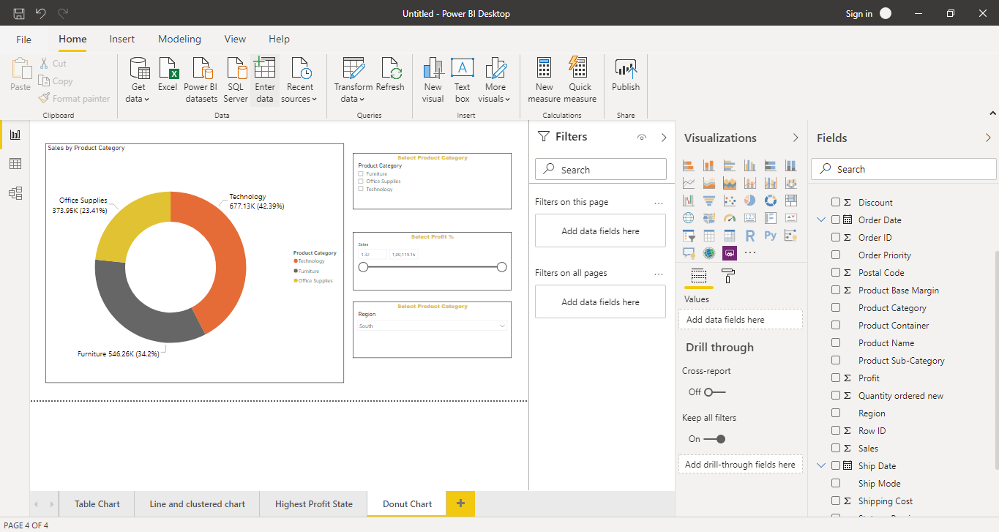 Untitled - Power BI Desktop
Sign in
File
Home
Insert
Modeling
View
Help
Paste
Cut
Copy
Format painter
Clipboard
Get data
Excel
Power BI datasets
SQL Server
Enter data
Recent sources
Data
Transform data
Refresh
Queries
New visual
Text box
More visuals
Insert
New measure
Quick measure
Calculations
Publish
Share
Sales by Product Category
Office Supplies
373.95K (23.41%)
Technology
677.13K (42.39%)
Furniture 546.26K (34.2%)
Product Category
Technology
Furniture
Office Supplies
Select Product Category
Product Category
Furniture
Office Supplies
Technology
Select Profit %
Sales
1.32
1,00,119.16
Select Product Category
Region
South
Filters
Search
Filters on this page
...
Add data fields here
Filters on all pages
...
Add data fields here
Visualizations
123
R
Py
...
Values
Add data fields here
Drill through
Cross-report
Off
Keep all filters
On
Add drill-through fields here
Fields
Search
Σ Discount
Order Date
Σ Order ID
Order Priority
Σ Postal Code
Σ Product Base Margin
Product Category
Product Container
Product Name
Product Sub-Category
Σ Profit
Σ Quantity ordered new
Region
Σ Row ID
Σ Sales
Ship Date
Ship Mode
Σ Shipping Cost
Table Chart
Line and clustered chart
Highest Profit State
Donut Chart
+
PAGE 4 OF 4